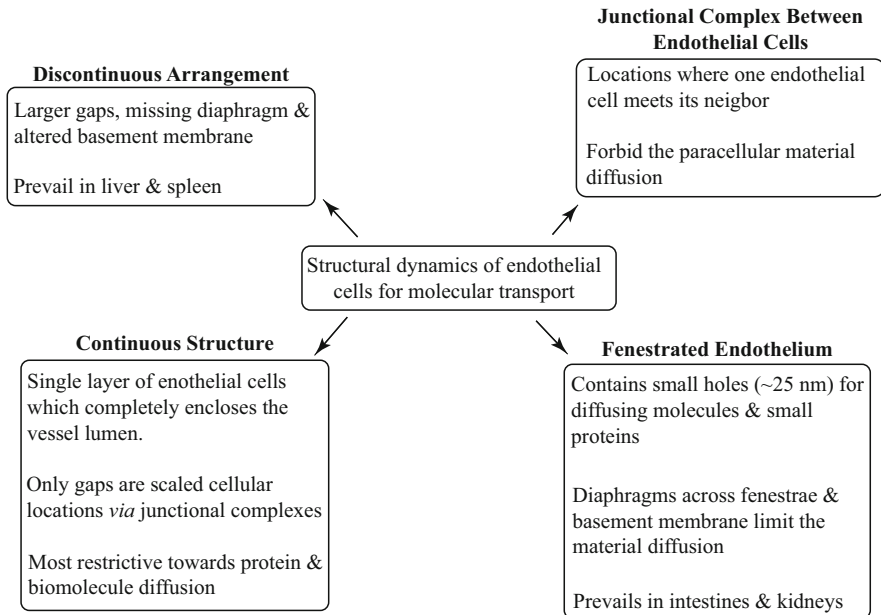 Discontinuous Arrangement
Larger gaps, missing diaphragm &
altered basement membrane
Prevail in liver & spleen
Junctional Complex Between
Endothelial Cells
Locations where one endothelial
cell meets its neigbor
Forbid the paracellular material
diffusion
Structural dynamics of endothelial
cells for molecular transport
Continuous Structure
Single layer of enothelial cells
which completely encloses the
vessel lumen.
Only gaps are scaled cellular
locations via junctional complexes
Most restrictive towards protein &
biomolecule diffusion
Fenestrated Endothelium
Contains small holes (~25 nm) for
diffusing molecules & small
proteins
Diaphragms across fenestrae &
basement membrane limit the
material diffusion
Prevails in intestines & kidneys